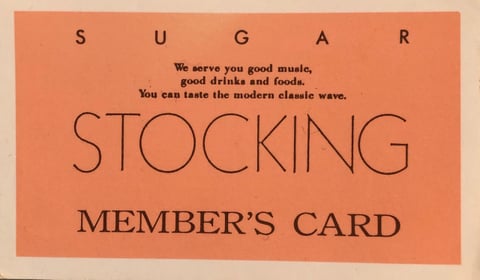 SUGAR
We serve you good music,
good drinks and foods.
You can taste the modern classic wave.
STOCKING
MEMBER'S CARD